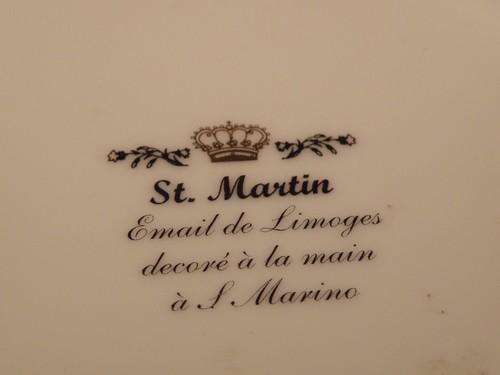 St. Martin
Email de Limoges
decoré à la main
à S Marino